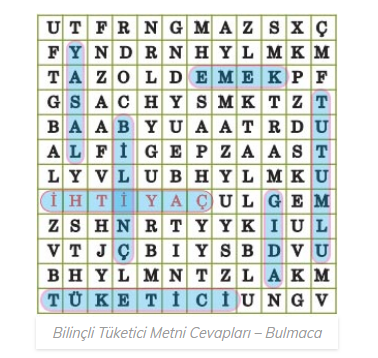 U T F R N G M A Z S X Ç
F Y N D R N H Y L M K M
T A Z O L D E M E K P F
G S A C H Y S M K T Z T
B A A B Y U A A T R D U
A L F İ G E P Z A A S T
L Y V L U B H Y L M K U
İ H T İ Y A Ç U L G E M
Z S H N R T Y Y K I U L
V T J Ç B I Y S B D V U
B H Y L M N T Z L A K M
T Ü K E T İ C İ U N G V
Bilinçli Tüketici Metni Cevapları – Bulmaca